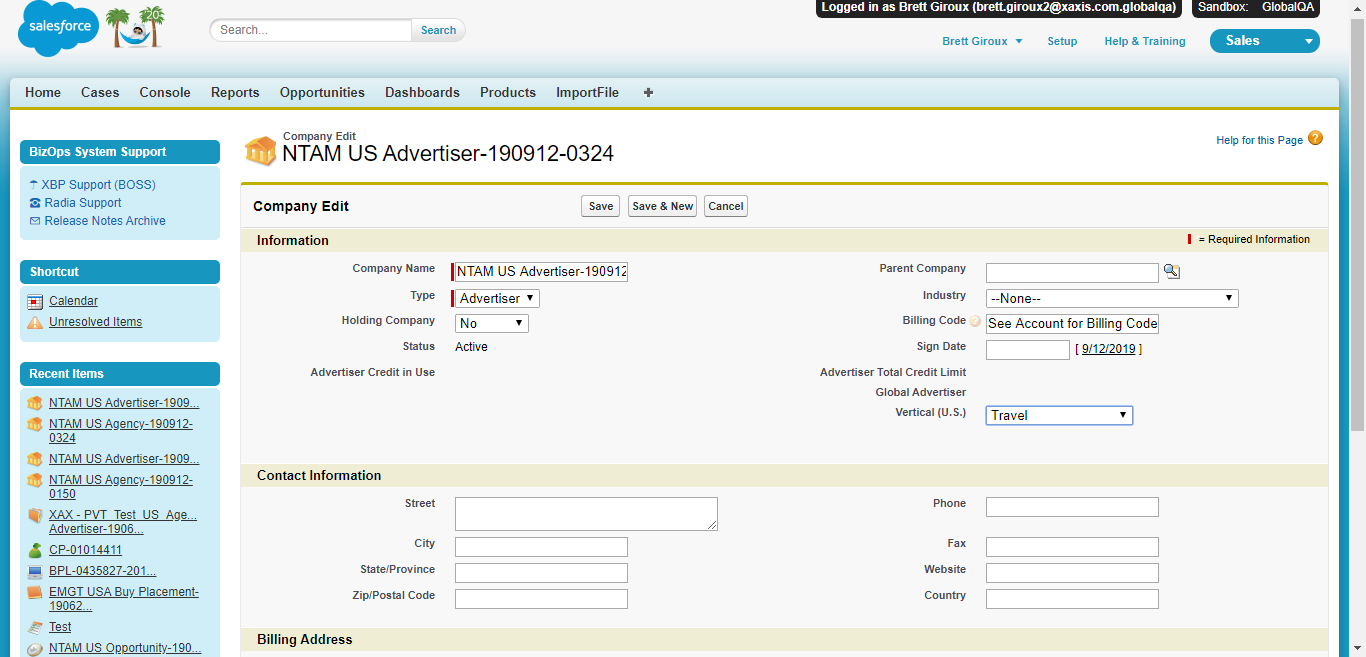 salesforce
20
Search...
Search
Logged in as Brett Giroux (brett.giroux2@xaxis.com.globalqa)
Sandbox: GlobalQA
Brett Giroux
Setup
Help & Training
Sales
Home Cases Console Reports Opportunities Dashboards Products ImportFile
BizOps System Support
XBP Support (BOSS)
Radia Support
Release Notes Archive
Shortcut
Calendar
Unresolved Items
Recent Items
NTAM US Advertiser-1909...
NTAM US Agency-190912-
0324
NTAM US Advertiser-1909...
NTAM US Agency-190912-
0150
XAX - PVT_Test_US_Age...
Advertiser-1906...
CP-01014411
BPL-0435827-201...
EMGT USA Buy Placement-
19062...
Test
NTAM US Opportunity-190...
Company Edit
NTAM US Advertiser-190912-0324
Help for this Page
Company Edit
Save
Save & New
Cancel
Information
= Required Information
Company Name NTAM US Advertiser-190912
Parent Company
Type Advertiser
Industry --None--
Holding Company No
Billing Code See Account for Billing Code
Status Active
Sign Date [ 9/12/2019 ]
Advertiser Credit in Use
Advertiser Total Credit Limit
Global Advertiser
Vertical (U.S.) Travel
Contact Information
Street
Phone
City
Fax
State/Province
Website
Zip/Postal Code
Country
Billing Address